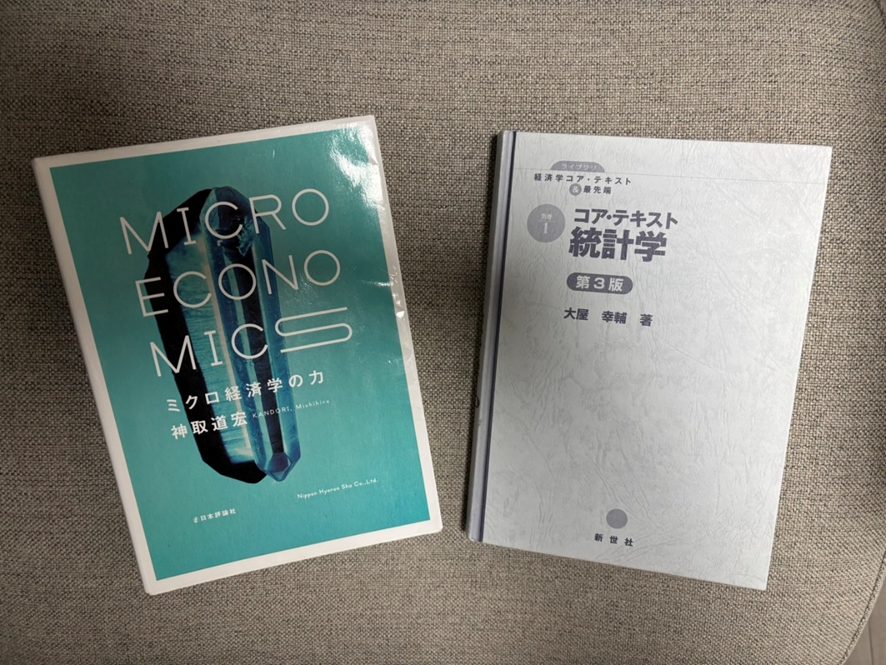 MICRO
ECONO
MICS
ミクロ経済学の力
神取道宏 KANDORI, Michihiro
Nippon Hyoron Sha Co.,Ltd.
日本評論社
ライブラリ
経済学コア・テキスト
&最先端
別巻
1
コア・テキスト
統計学
第3版
大屋 幸輔 著
新世社